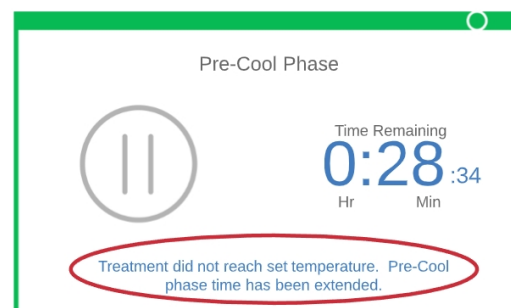 Pre-Cool Phase
Time Remaining
0:28:34
Hr Min
Treatment did not reach set temperature. Pre-Cool
phase time has been extended.